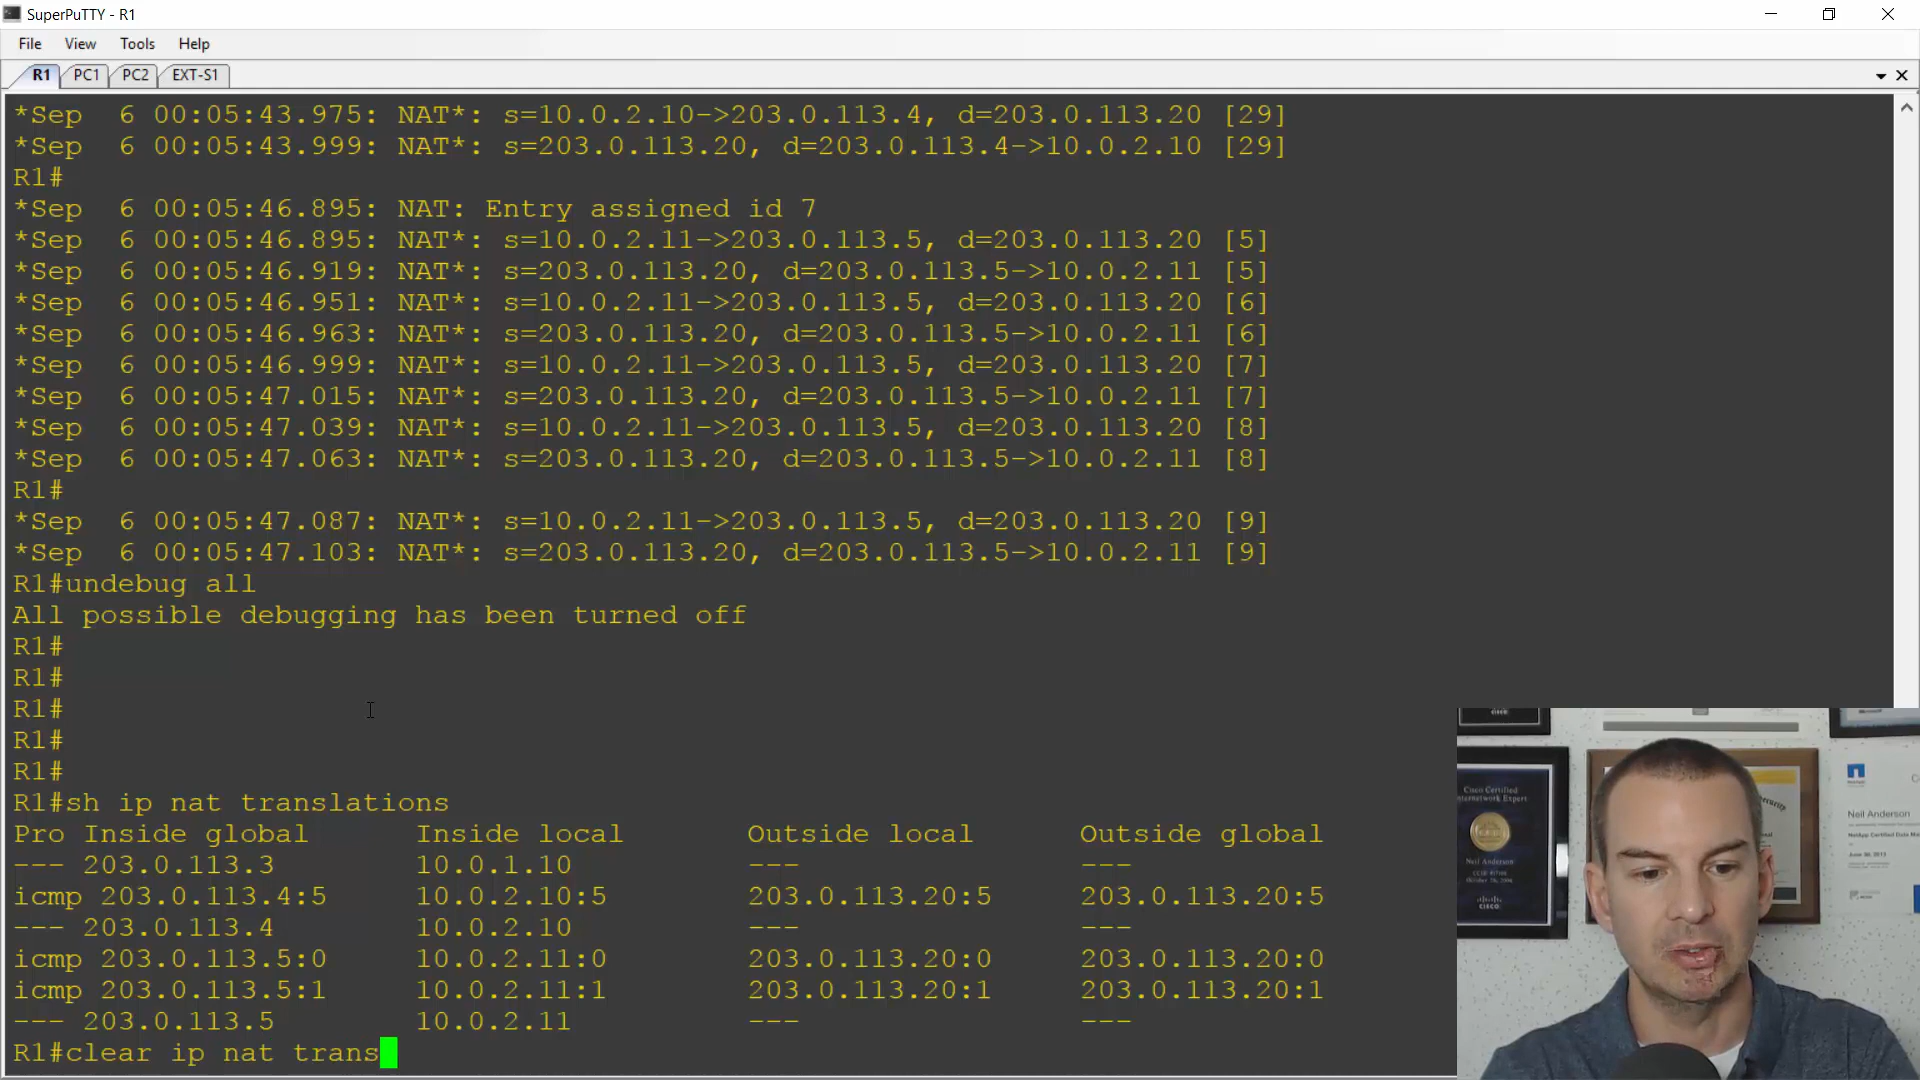 SuperPuTTY - R1
File View Tools Help
R1 PC1 PC2 EXT-S1
*Sep  6 00:05:43.975: NAT*: s=10.0.2.10->203.0.113.4, d=203.0.113.20 [29]
*Sep  6 00:05:43.999: NAT*: s=203.0.113.20, d=203.0.113.4->10.0.2.10 [29]
R1#
*Sep  6 00:05:46.895: NAT: Entry assigned id 7
*Sep  6 00:05:46.895: NAT*: s=10.0.2.11->203.0.113.5, d=203.0.113.20 [5]
*Sep  6 00:05:46.919: NAT*: s=203.0.113.20, d=203.0.113.5->10.0.2.11 [5]
*Sep  6 00:05:46.951: NAT*: s=10.0.2.11->203.0.113.5, d=203.0.113.20 [6]
*Sep  6 00:05:46.963: NAT*: s=203.0.113.20, d=203.0.113.5->10.0.2.11 [6]
*Sep  6 00:05:46.999: NAT*: s=10.0.2.11->203.0.113.5, d=203.0.113.20 [7]
*Sep  6 00:05:47.015: NAT*: s=203.0.113.20, d=203.0.113.5->10.0.2.11 [7]
*Sep  6 00:05:47.039: NAT*: s=10.0.2.11->203.0.113.5, d=203.0.113.20 [8]
*Sep  6 00:05:47.063: NAT*: s=203.0.113.20, d=203.0.113.5->10.0.2.11 [8]
R1#
*Sep  6 00:05:47.087: NAT*: s=10.0.2.11->203.0.113.5, d=203.0.113.20 [9]
*Sep  6 00:05:47.103: NAT*: s=203.0.113.20, d=203.0.113.5->10.0.2.11 [9]
R1#undebug all
All possible debugging has been turned off
R1#
R1#
R1#
R1#
R1#
R1#sh ip nat translations
Pro Inside global      Inside local       Outside local      Outside global
--- 203.0.113.3        10.0.1.10          ---                ---
icmp 203.0.113.4:5     10.0.2.10:5        203.0.113.20:5     203.0.113.20:5
--- 203.0.113.4        10.0.2.10          ---                ---
icmp 203.0.113.5:0     10.0.2.11:0        203.0.113.20:0     203.0.113.20:0
icmp 203.0.113.5:1     10.0.2.11:1        203.0.113.20:1     203.0.113.20:1
--- 203.0.113.5        10.0.2.11          ---                ---
R1#clear ip nat trans
Cisco Certified
Internetwork Expert
Neil Anderson
CISCO
Neil Anderson